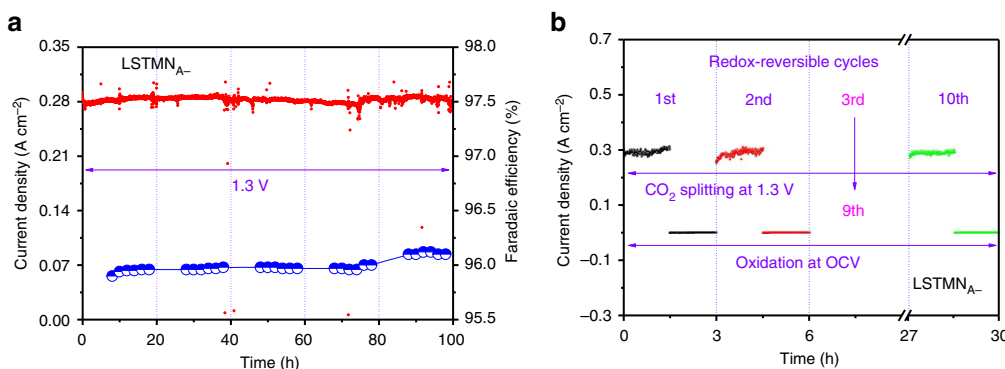 a
LSTMN_A–
1.3 V
Current density (A cm⁻²)
0.35
0.28
0.21
0.14
0.07
0.00
98.0
97.5
97.0
96.5
96.0
95.5
Faradaic efficiency (%)
0
20
40
60
80
100
Time (h)
b
Redox-reversible cycles
1st
2nd
3rd
10th
CO₂ splitting at 1.3 V
9th
Oxidation at OCV
LSTMN_A–
Current density (A cm⁻²)
0.7
0.5
0.3
0.1
−0.1
−0.3
0
3
6
27
30
Time (h)